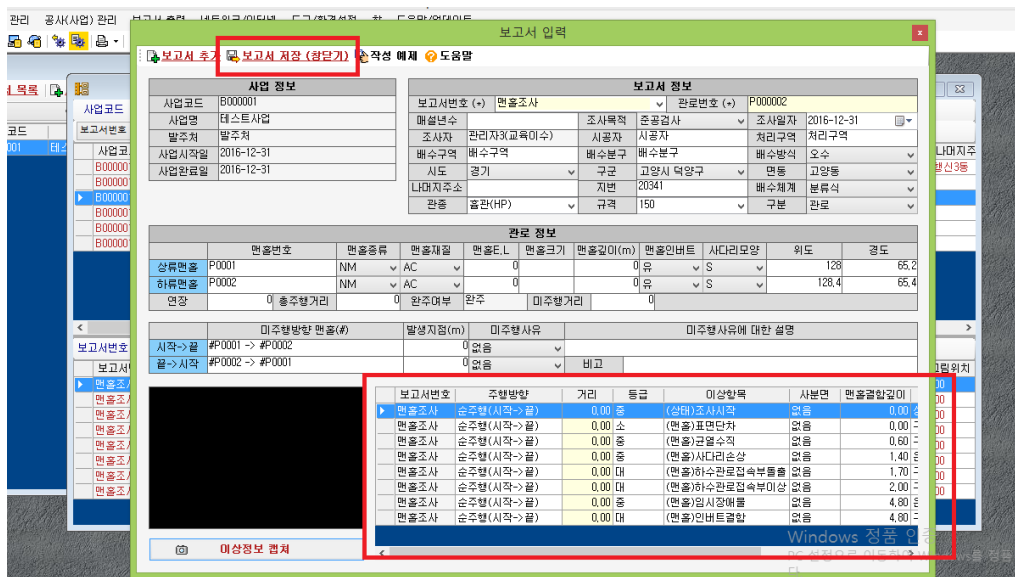 관리 공사(사업) 관리
보고서 입력
보고서 추가 보고서 저장 (창닫기) 작성 예제 도움말
목록
사업코드
보고서번호
사업 정보
사업코드 B000001
사업명 테스트사업
발주처 발주처
사업시작일 2016-12-31
사업완료일 2016-12-31
보고서 정보
보고서번호 (+) 맨홀조사 관로번호 (+) P000002
매설년수 조사목적 준공검사 조사일자 2016-12-31
조사자 관리자3(교육이수) 시공자 시공자 처리구역 처리구역
배수구역 배수구역 배수분구 배수분구 배수방식 오수
시도 경기 구군 고양시 덕양구 면동 고양동
나머지주소 지번 20341 배수체계 분류식
관종 흄관(HP) 규격 150 구분 관로
관로 정보
맨홀번호 맨홀종류 맨홀재질 맨홀E,L 맨홀크기 맨홀깊이(m) 맨홀인버트 사다리모양 위도 경도
상류맨홀 P0001 NM AC 0 0 유 S 128 65,2
하류맨홀 P0002 NM AC 0 0 유 S 128,4 65,4
연장 0 총주행거리 0 완주여부 완주 미주행거리 0
미주행방향 맨홀(#) 발생지점(m) 미주행사유 미주행사유에 대한 설명
시작->끝 #P0001 -> #P0002 0 없음
끝->시작 #P0002 -> #P0001 0 없음 비고
보고서번호 주행방향 거리 등급 이상항목 사분면 맨홀결함깊이
맨홀조사 순주행(시작->끝) 0,00 중 (상태)조사시작 없음 0,00
맨홀조사 순주행(시작->끝) 0,00 소 (맨홀)표면단차 없음 0,00
맨홀조사 순주행(시작->끝) 0,00 중 (맨홀)균열수직 없음 0,60
맨홀조사 순주행(시작->끝) 0,00 중 (맨홀)사다리손상 없음 1,40
맨홀조사 순주행(시작->끝) 0,00 대 (맨홀)하수관로접속부돌출 없음 1,70
맨홀조사 순주행(시작->끝) 0,00 대 (맨홀)하수관로접속부이상 없음 2,00
맨홀조사 순주행(시작->끝) 0,00 중 (맨홀)임시장애물 없음 4,80
맨홀조사 순주행(시작->끝) 0,00 대 (맨홀)인버트결함 없음 4,80
이상정보 캡쳐
Windows 정품 인증